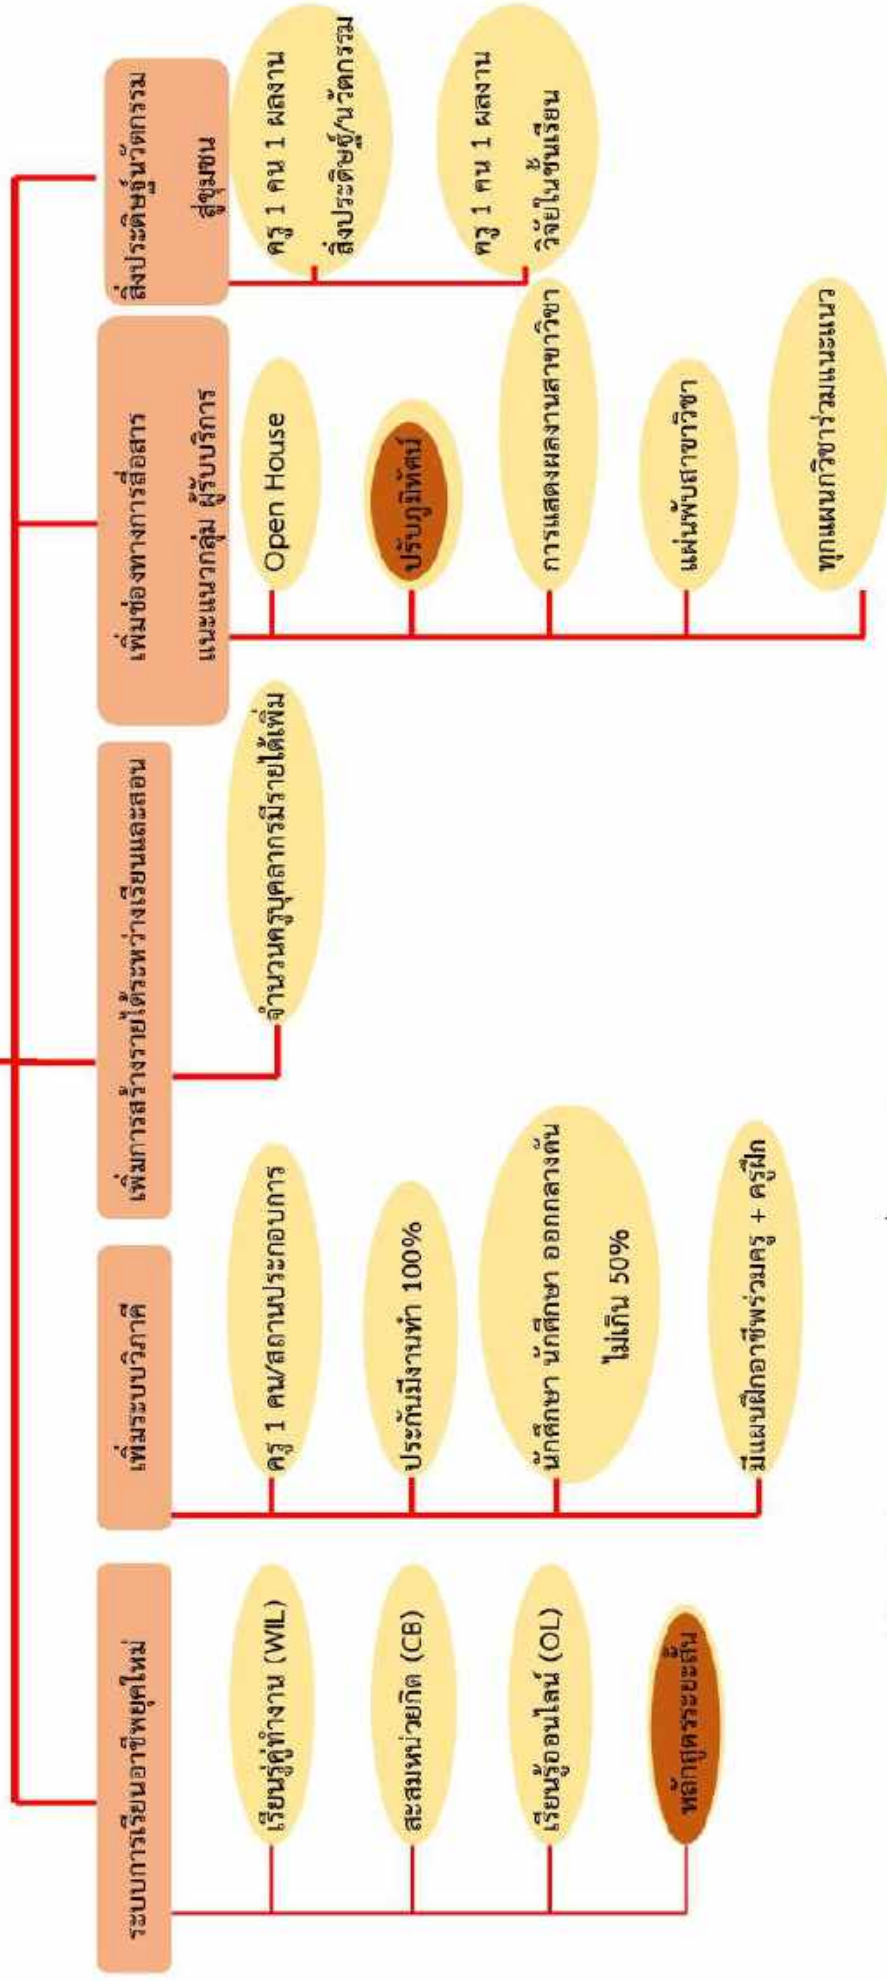 ระบบการเรียนอาชีพยุคใหม่
เรียนรู้คู่ทำงาน (WIL)
สะสมหน่วยกิต (CB)
เรียนรู้ออนไลน์ (OL)
หลักสูตรระยะสั้น
เพิ่มระบบทวิภาคี
ครู 1 คน/สถานประกอบการ
ประกันมีงานทำ 100%
นักศึกษา นักศึกษา ออกกลางคัน
ไม่เกิน 50%
มีแผนฝึกอาชีพร่วมครู + ครูฝึก
เพิ่มการสร้างรายได้ระหว่างเรียนและสอน
จำนวนครูบุคลากรมีรายได้เพิ่ม
เพิ่มช่องทางการสื่อสาร
แนะแนวกลุ่ม ผู้รับบริการ
Open House
ปรับภูมิทัศน์
การแสดงผลงานสาขาวิชา
แผ่นพับสาขาวิชา
ทุกแผนกวิชาร่วมแนะแนว
สิ่งประดิษฐ์นวัตกรรม
สู่ชุมชน
ครู 1 คน 1 ผลงาน
สิ่งประดิษฐ์/นวัตกรรม
ครู 1 คน 1 ผลงาน
วิจัยในชั้นเรียน